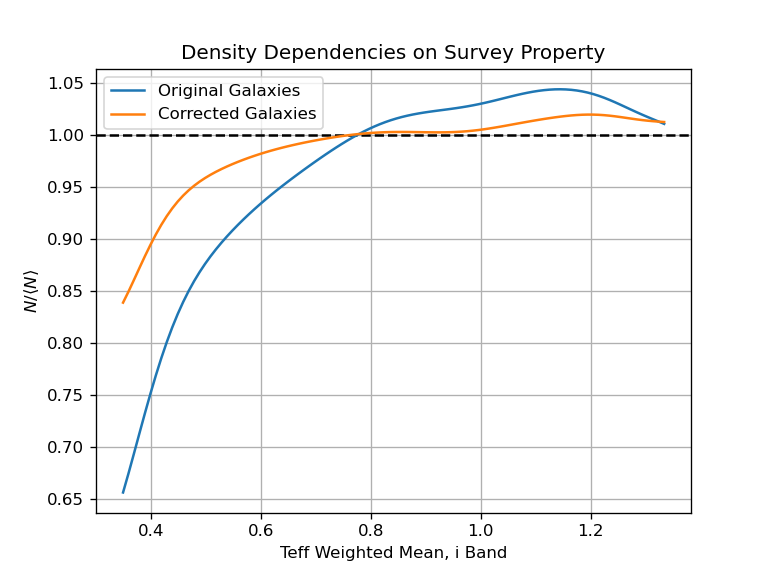 Density Dependencies on Survey Property
Original Galaxies
Corrected Galaxies
1.05
1.00
0.95
0.90
0.85
0.80
0.75
0.70
0.65
N/⟨N⟩
0.4 0.6 0.8 1.0 1.2
Teff Weighted Mean, i Band